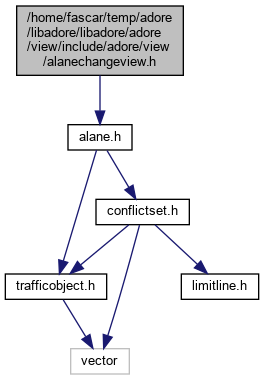 /home/fascar/temp/adore
/libadore/libadore/adore
/view/include/adore/view
/alanechangeview.h
alane.h
conflictset.h
trafficobject.h
limitline.h
vector